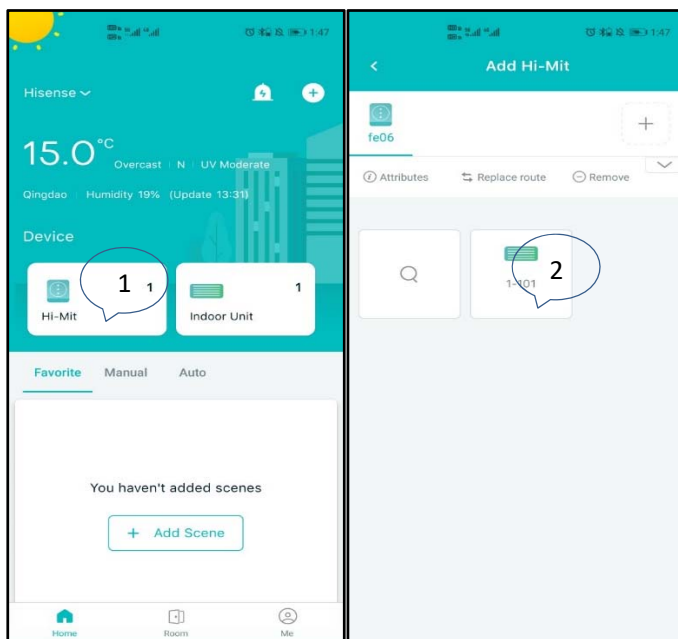 1:47
Hisense
15.0°C
Overcast | N | UV Moderate
Qingdao | Humidity 19% (Update 13:31)
Device
1
1
1
Hi-Mit
Indoor Unit
Favorite
Manual
Auto
You haven't added scenes
+ Add Scene
Home
Room
Me
1:47
Add Hi-Mit
fe06
Attributes
Replace route
Remove
2
1-101